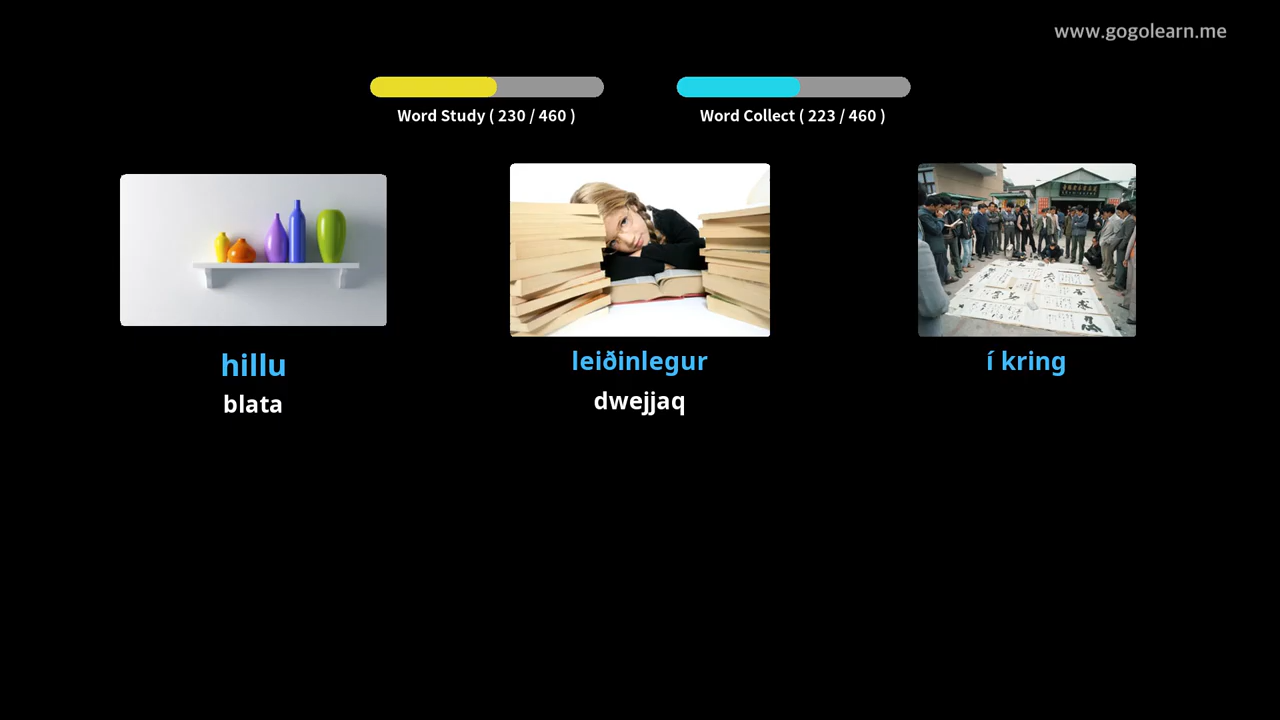 www.gogolearn.me
Word Study ( 230 / 460 )
Word Collect ( 223 / 460 )
hillu
blata
leiðinlegur
dwejjaq
í kring